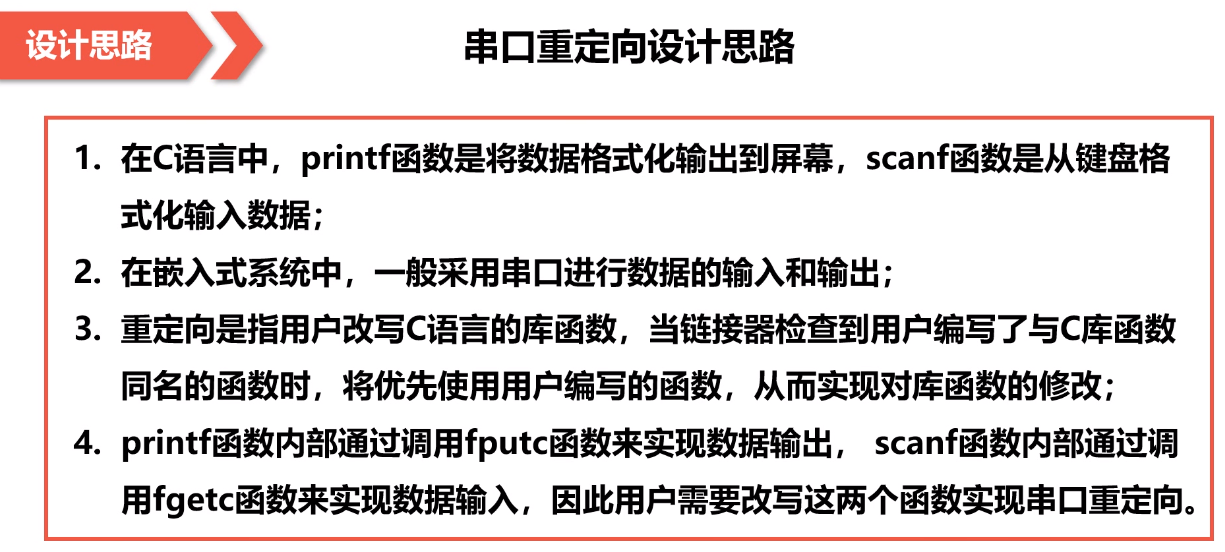 设计思路
串口重定向设计思路
1. 在C语言中，printf函数是将数据格式化输出到屏幕，scanf函数是从键盘格
式化输入数据；
2. 在嵌入式系统中，一般采用串口进行数据的输入和输出；
3. 重定向是指用户改写C语言的库函数，当链接器检查到用户编写了与C库函数
同名的函数时，将优先使用用户编写的函数，从而实现对库函数的修改；
4. printf函数内部通过调用fputc函数来实现数据输出， scanf函数内部通过调
用fgetc函数来实现数据输入，因此用户需要改写这两个函数实现串口重定向。